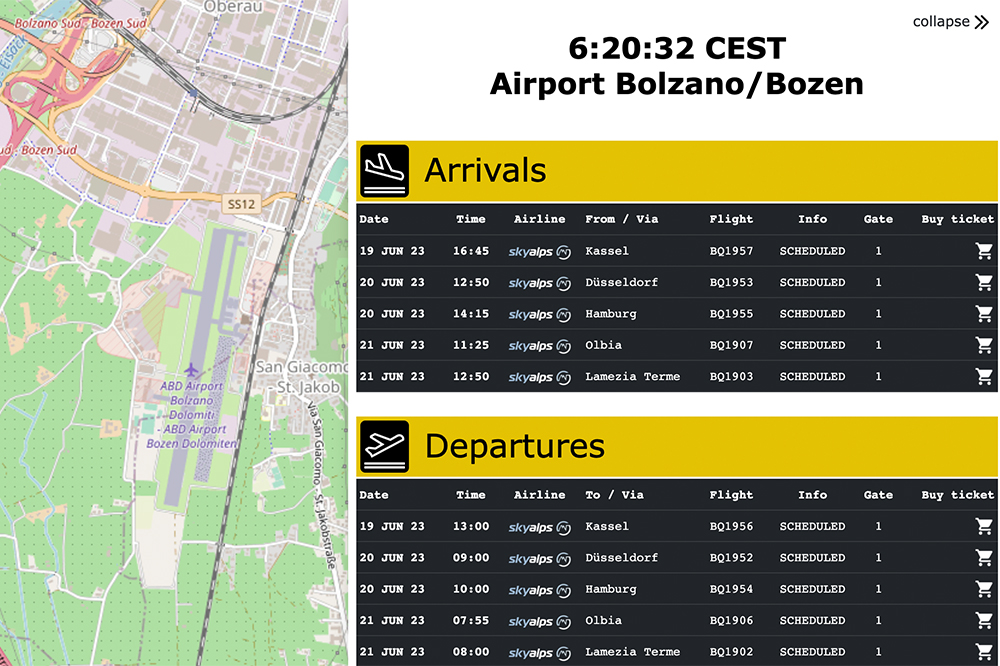 Oberau
Bolzano Sud - Bozen Sud
Eisack
ud - Bozen Sud
SS12
San Giacomo
- St. Jakob
ABD Airport
Bolzano
Dolomiti
- ABD Airport
Bozen Dolomiten
Via San Giacomo - St. Jakobstraße
collapse
6:20:32 CEST
Airport Bolzano/Bozen
Arrivals
Date Time Airline From / Via Flight Info Gate Buy ticket
19 JUN 23 16:45 skyalps Kassel BQ1957 SCHEDULED 1
20 JUN 23 12:50 skyalps Düsseldorf BQ1953 SCHEDULED 1
20 JUN 23 14:15 skyalps Hamburg BQ1955 SCHEDULED 1
21 JUN 23 11:25 skyalps Olbia BQ1907 SCHEDULED 1
21 JUN 23 12:50 skyalps Lamezia Terme BQ1903 SCHEDULED 1
Departures
Date Time Airline To / Via Flight Info Gate Buy ticket
19 JUN 23 13:00 skyalps Kassel BQ1956 SCHEDULED 1
20 JUN 23 09:00 skyalps Düsseldorf BQ1952 SCHEDULED 1
20 JUN 23 10:00 skyalps Hamburg BQ1954 SCHEDULED 1
21 JUN 23 07:55 skyalps Olbia BQ1906 SCHEDULED 1
21 JUN 23 08:00 skyalps Lamezia Terme BQ1902 SCHEDULED 1